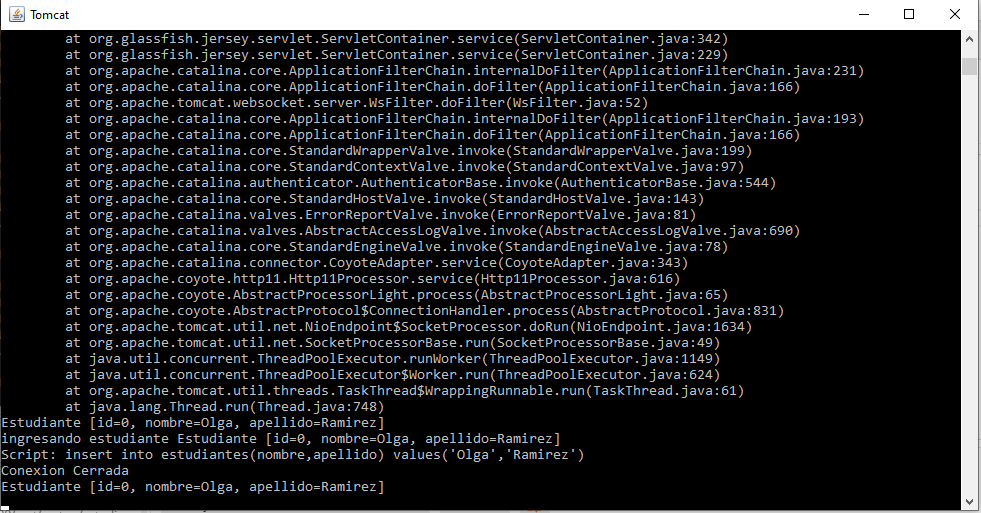 Tomcat
at org.glassfish.jersey.servlet.ServletContainer.service(ServletContainer.java:342)
at org.glassfish.jersey.servlet.ServletContainer.service(ServletContainer.java:229)
at org.apache.catalina.core.ApplicationFilterChain.internalDoFilter(ApplicationFilterChain.java:231)
at org.apache.catalina.core.ApplicationFilterChain.doFilter(ApplicationFilterChain.java:166)
at org.apache.tomcat.websocket.server.WsFilter.doFilter(WsFilter.java:52)
at org.apache.catalina.core.ApplicationFilterChain.internalDoFilter(ApplicationFilterChain.java:193)
at org.apache.catalina.core.ApplicationFilterChain.doFilter(ApplicationFilterChain.java:166)
at org.apache.catalina.core.StandardWrapperValve.invoke(StandardWrapperValve.java:199)
at org.apache.catalina.core.StandardContextValve.invoke(StandardContextValve.java:97)
at org.apache.catalina.authenticator.AuthenticatorBase.invoke(AuthenticatorBase.java:544)
at org.apache.catalina.core.StandardHostValve.invoke(StandardHostValve.java:143)
at org.apache.catalina.valves.ErrorReportValve.invoke(ErrorReportValve.java:81)
at org.apache.catalina.valves.AbstractAccessLogValve.invoke(AbstractAccessLogValve.java:690)
at org.apache.catalina.core.StandardEngineValve.invoke(StandardEngineValve.java:78)
at org.apache.catalina.connector.CoyoteAdapter.service(CoyoteAdapter.java:343)
at org.apache.coyote.http11.Http11Processor.service(Http11Processor.java:616)
at org.apache.coyote.AbstractProcessorLight.process(AbstractProcessorLight.java:65)
at org.apache.coyote.AbstractProtocol$ConnectionHandler.process(AbstractProtocol.java:831)
at org.apache.tomcat.util.net.NioEndpoint$SocketProcessor.doRun(NioEndpoint.java:1634)
at org.apache.tomcat.util.net.SocketProcessorBase.run(SocketProcessorBase.java:49)
at java.util.concurrent.ThreadPoolExecutor.runWorker(ThreadPoolExecutor.java:1149)
at java.util.concurrent.ThreadPoolExecutor$Worker.run(ThreadPoolExecutor.java:624)
at org.apache.tomcat.util.threads.TaskThread$WrappingRunnable.run(TaskThread.java:61)
at java.lang.Thread.run(Thread.java:748)
Estudiante [id=0, nombre=Olga, apellido=Ramirez]
ingresando estudiante Estudiante [id=0, nombre=Olga, apellido=Ramirez]
Script: insert into estudiantes(nombre,apellido) values('Olga','Ramirez')
Conexion Cerrada
Estudiante [id=0, nombre=Olga, apellido=Ramirez]